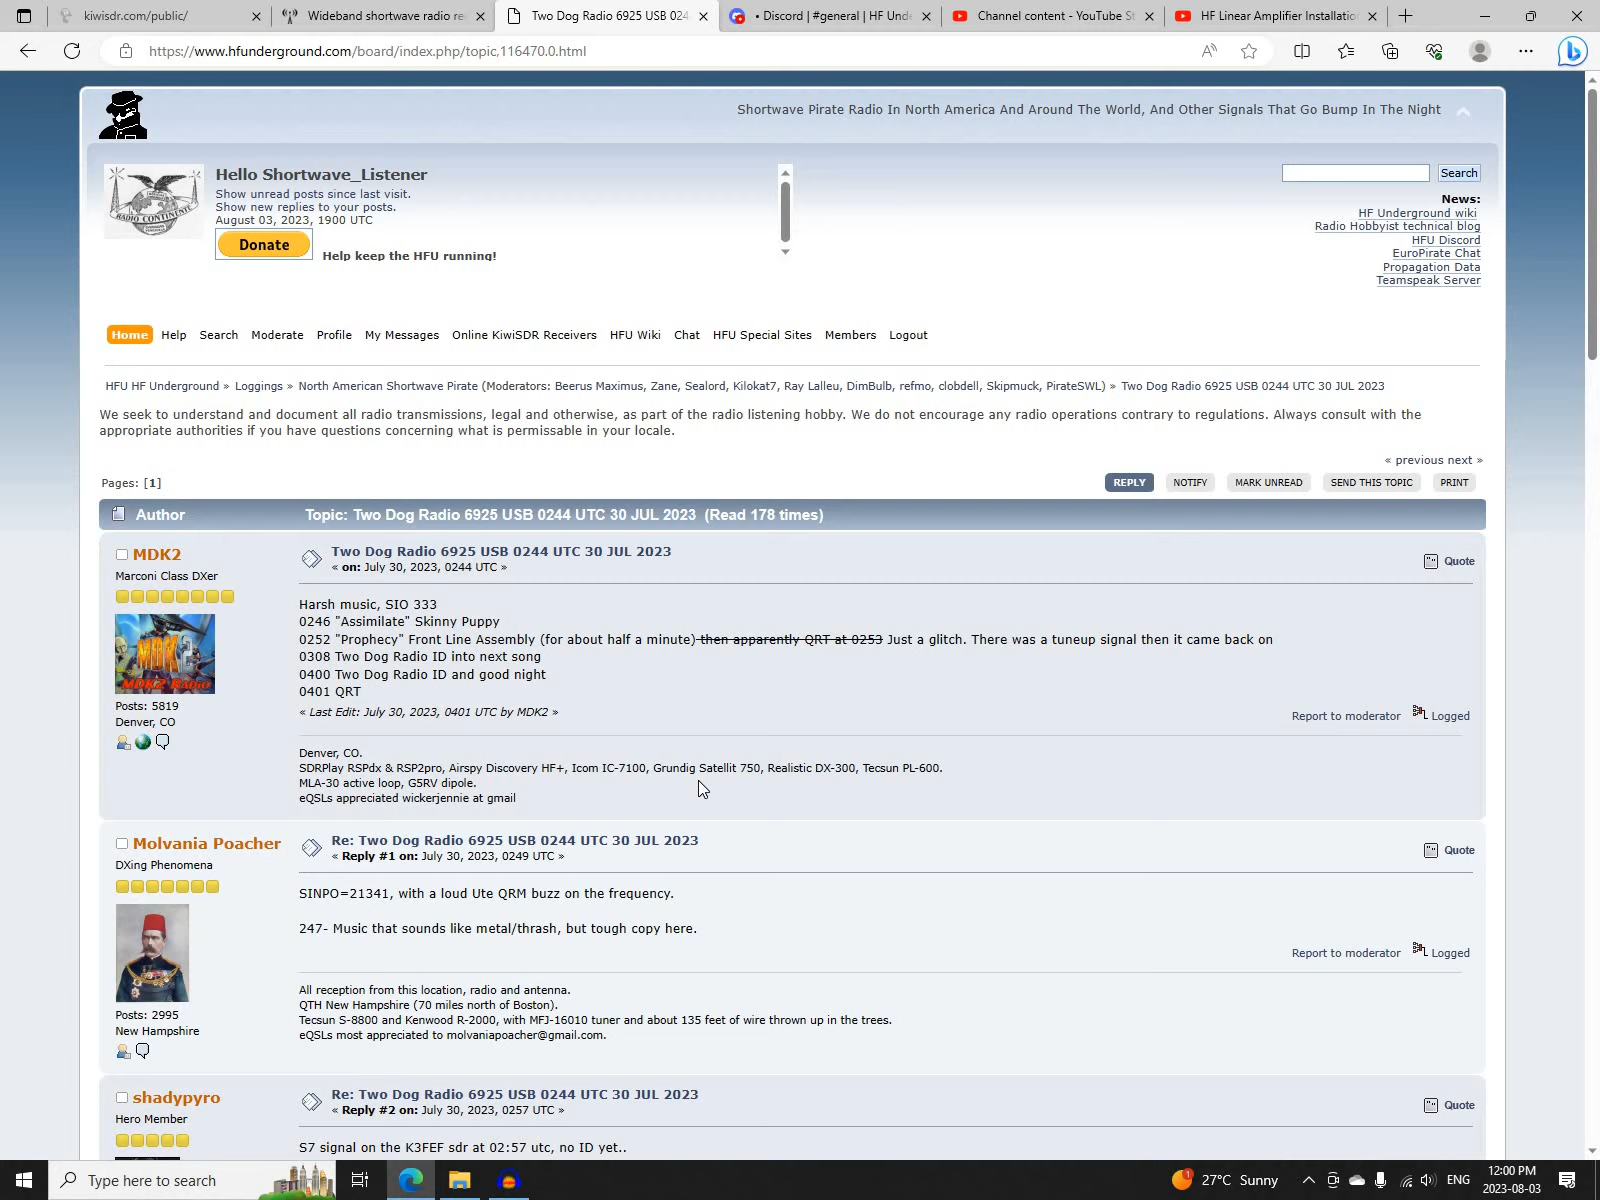 kiwisdr.com/public/
Wideband shortwave radio re
Two Dog Radio 6925 USB 024
• Discord | #general | HF Und
Channel content - YouTube S
HF Linear Amplifier Installatio
https://www.hfunderground.com/board/index.php/topic,116470.0.html
Shortwave Pirate Radio In North America And Around The World, And Other Signals That Go Bump In The Night
RADIO CONTINENTE
Hello Shortwave_Listener
Show unread posts since last visit.
Show new replies to your posts.
August 03, 2023, 1900 UTC
Donate
Help keep the HFU running!
Search
News:
HF Underground wiki
Radio Hobbyist technical blog
HFU Discord
EuroPirate Chat
Propagation Data
Teamspeak Server
Home Help Search Moderate Profile My Messages Online KiwiSDR Receivers HFU Wiki Chat HFU Special Sites Members Logout
HFU HF Underground » Loggings » North American Shortwave Pirate (Moderators: Beerus Maximus, Zane, Sealord, Kilokat7, Ray Lalleu, DimBulb, refmo, clobdell, Skipmuck, PirateSWL) » Two Dog Radio 6925 USB 0244 UTC 30 JUL 2023
We seek to understand and document all radio transmissions, legal and otherwise, as part of the radio listening hobby. We do not encourage any radio operations contrary to regulations. Always consult with the
appropriate authorities if you have questions concerning what is permissable in your locale.
« previous next »
Pages: [1]
REPLY NOTIFY MARK UNREAD SEND THIS TOPIC PRINT
Author Topic: Two Dog Radio 6925 USB 0244 UTC 30 JUL 2023 (Read 178 times)
MDK2
Marconi Class DXer
MDK2
MDK2 RADIO
Posts: 5819
Denver, CO
Two Dog Radio 6925 USB 0244 UTC 30 JUL 2023
« on: July 30, 2023, 0244 UTC »
Quote
Harsh music, SIO 333
0246 "Assimilate" Skinny Puppy
0252 "Prophecy" Front Line Assembly (for about half a minute) then apparently QRT at 0253 Just a glitch. There was a tuneup signal then it came back on
0308 Two Dog Radio ID into next song
0400 Two Dog Radio ID and good night
0401 QRT
« Last Edit: July 30, 2023, 0401 UTC by MDK2 »
Report to moderator Logged
Denver, CO.
SDRPlay RSPdx & RSP2pro, Airspy Discovery HF+, Icom IC-7100, Grundig Satellit 750, Realistic DX-300, Tecsun PL-600.
MLA-30 active loop, G5RV dipole.
eQSLs appreciated wickerjennie at gmail
Molvania Poacher
DXing Phenomena
Posts: 2995
New Hampshire
Re: Two Dog Radio 6925 USB 0244 UTC 30 JUL 2023
« Reply #1 on: July 30, 2023, 0249 UTC »
Quote
SINPO=21341, with a loud Ute QRM buzz on the frequency.
247- Music that sounds like metal/thrash, but tough copy here.
Report to moderator Logged
All reception from this location, radio and antenna.
QTH New Hampshire (70 miles north of Boston).
Tecsun S-8800 and Kenwood R-2000, with MFJ-16010 tuner and about 135 feet of wire thrown up in the trees.
eQSLs most appreciated to molvaniapoacher@gmail.com.
shadypyro
Hero Member
Re: Two Dog Radio 6925 USB 0244 UTC 30 JUL 2023
« Reply #2 on: July 30, 2023, 0257 UTC »
Quote
S7 signal on the K3FEF sdr at 02:57 utc, no ID yet..
Type here to search
1
27°C Sunny
ENG
12:00 PM
2023-08-03